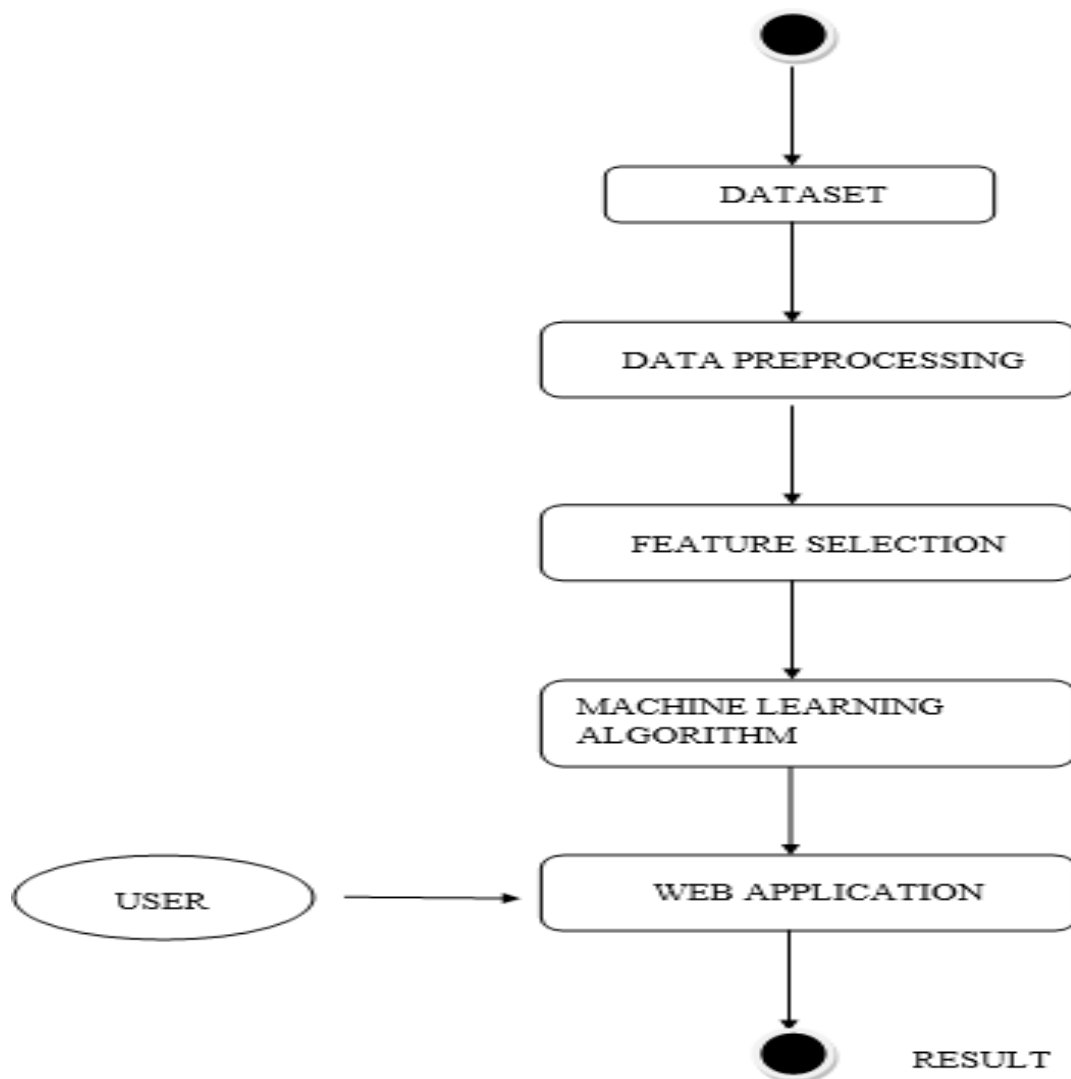 DATASET
DATA PREPROCESSING
FEATURE SELECTION
MACHINE LEARNING
ALGORITHM
USER
WEB APPLICATION
RESULT